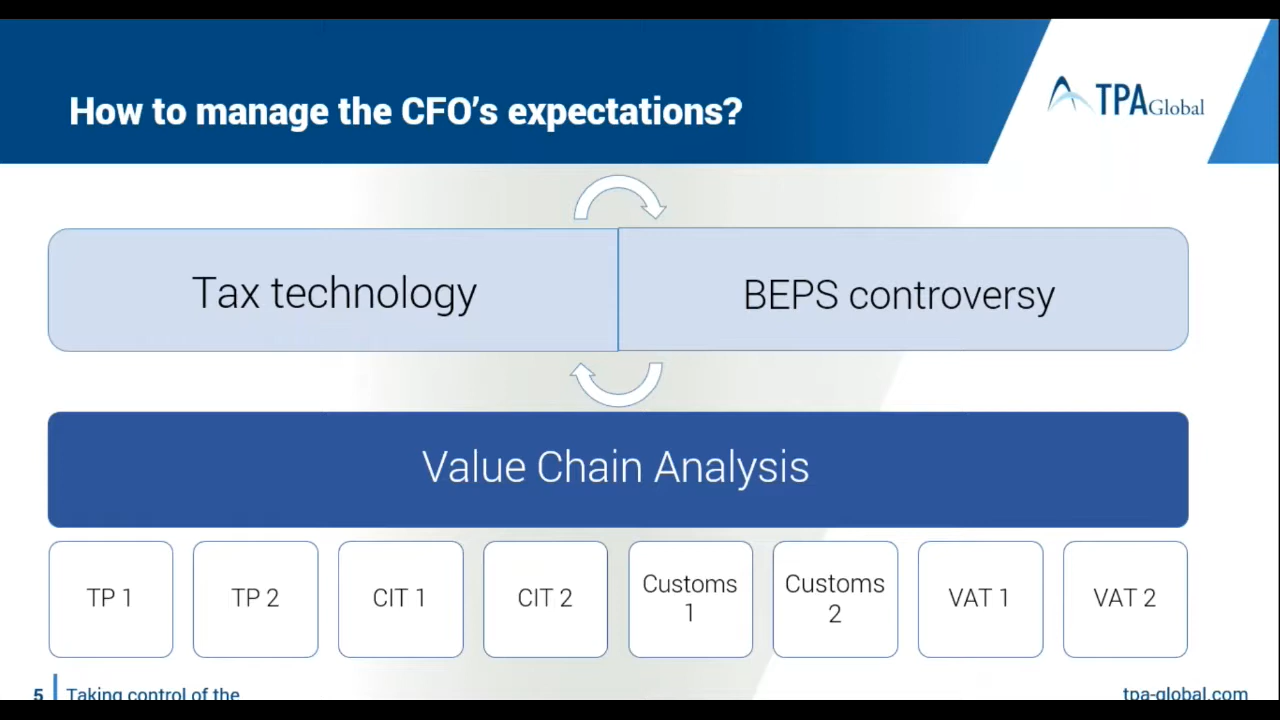 How to manage the CFO's expectations?
TPA Global
Tax technology
BEPS controversy
Value Chain Analysis
TP 1
TP 2
CIT 1
CIT 2
Customs
1
Customs
2
VAT 1
VAT 2
5
Taking control of the
tpa-global.com